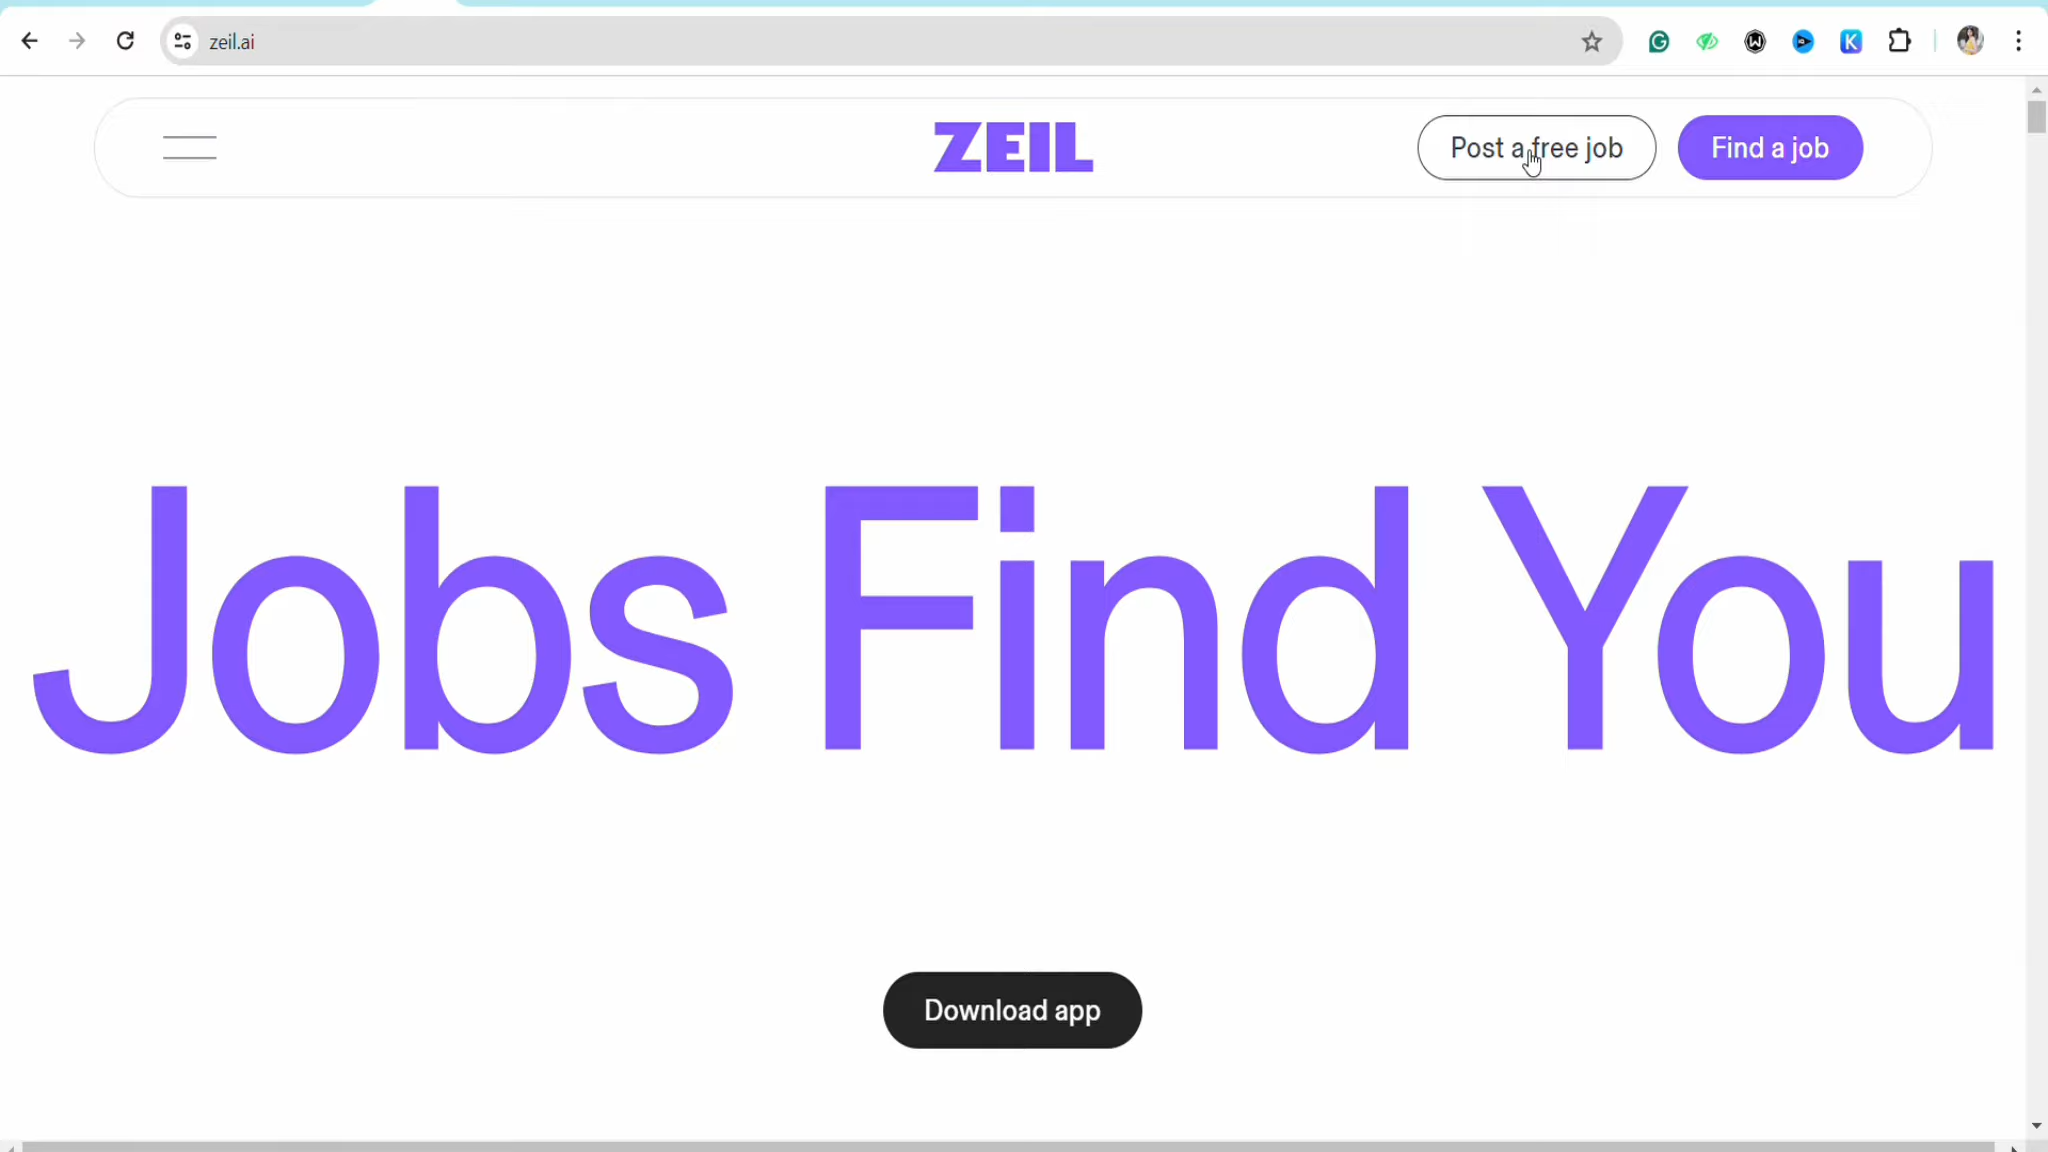 zeil.ai
ZEIL
Post a free job
Find a job
Jobs Find You
Download app